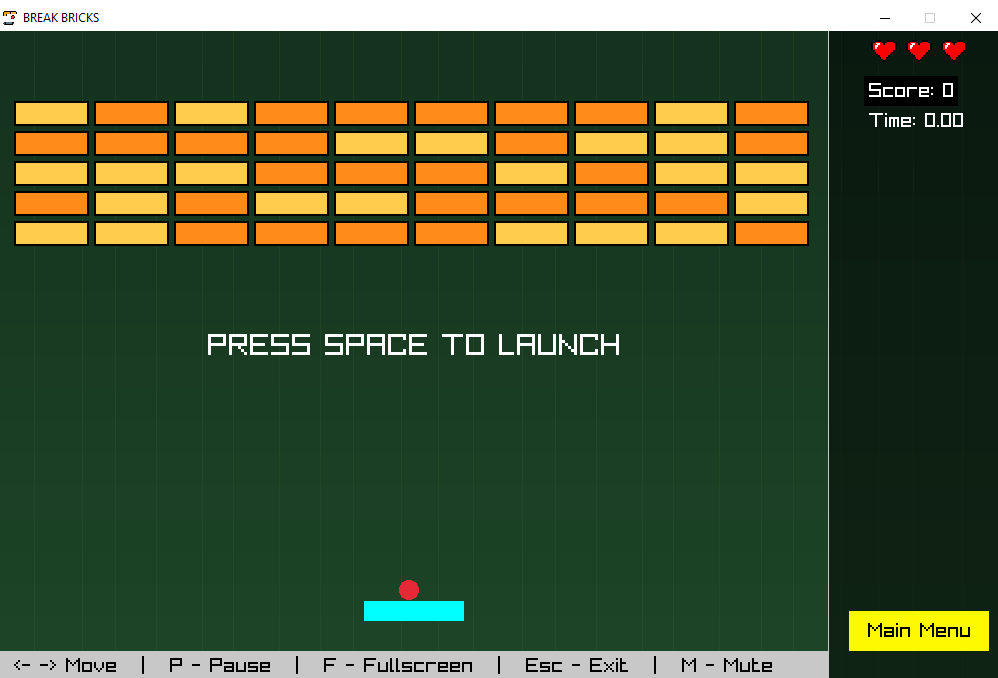 BREAK BRICKS
Score: 0
Time: 0.00
PRESS SPACE TO LAUNCH
Main Menu
<- -> Move | P - Pause | F - Fullscreen | Esc - Exit | M - Mute